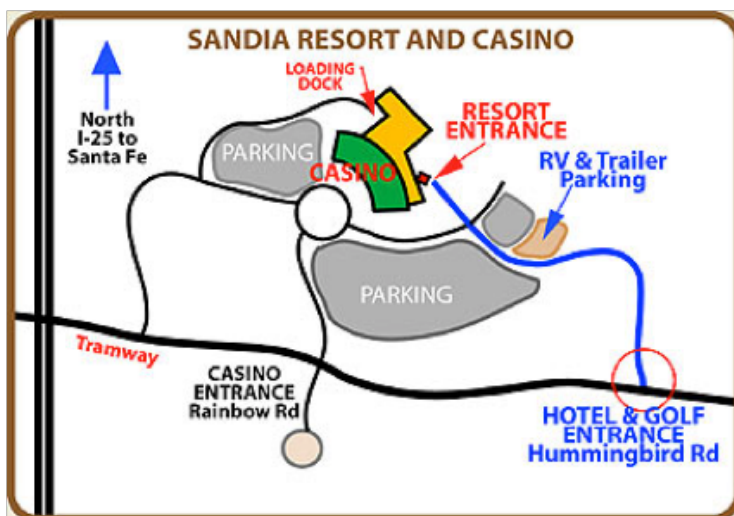 SANDIA RESORT AND CASINO
LOADING
DOCK
North
I-25 to
Santa Fe
RESORT
ENTRANCE
PARKING
CASINO
RV & Trailer
Parking
PARKING
Tramway
CASINO
ENTRANCE
Rainbow Rd
HOTEL & GOLF
ENTRANCE
Hummingbird Rd